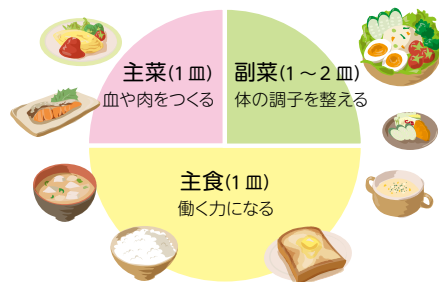 主菜(1皿)
血や肉をつくる
副菜(1~2皿)
体の調子を整える
主食(1皿)
働く力になる